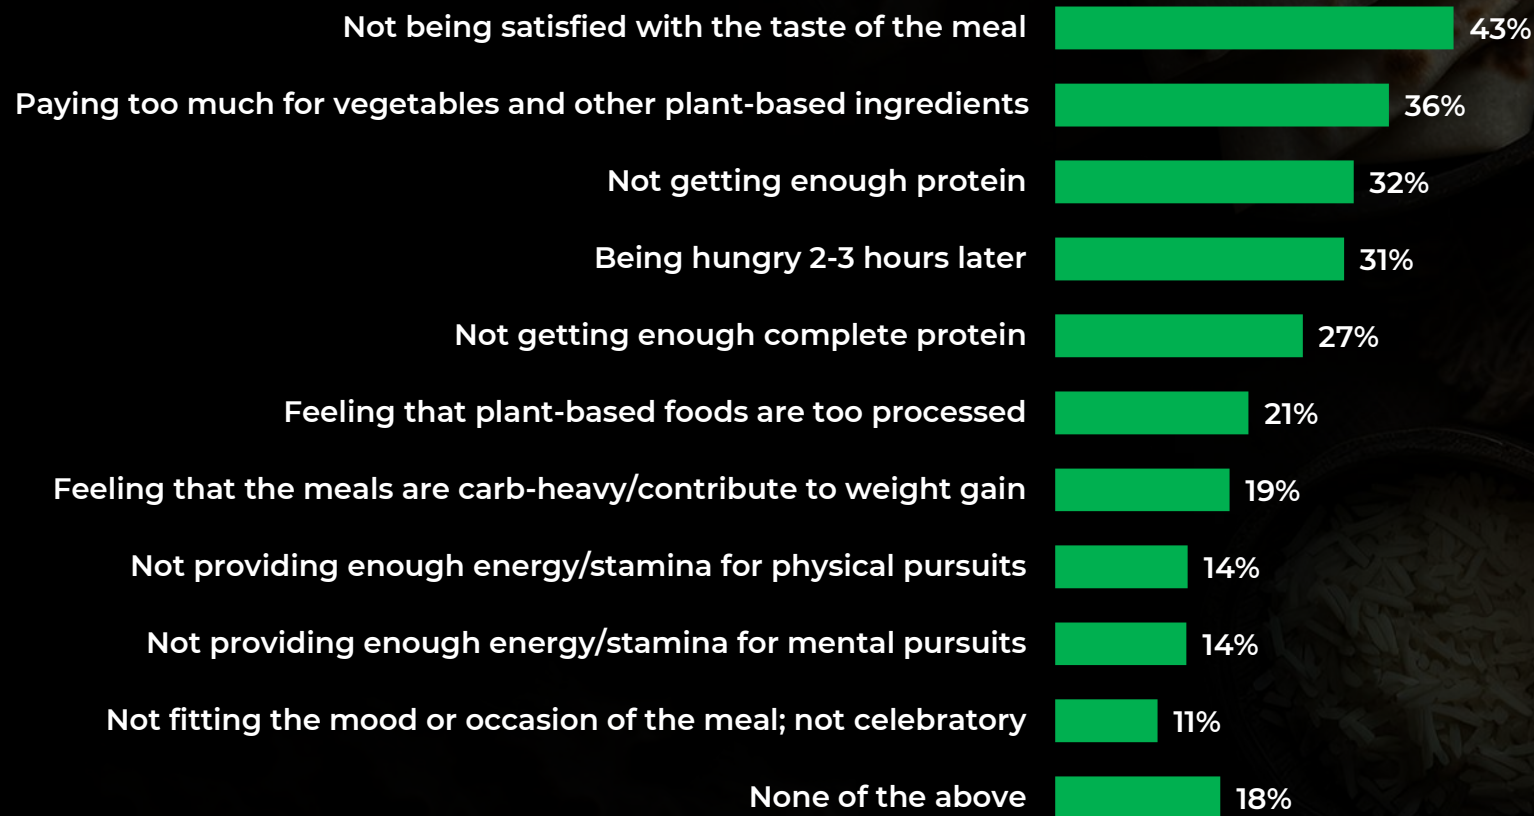 Not being satisfied with the taste of the meal 43%
Paying too much for vegetables and other plant-based ingredients 36%
Not getting enough protein 32%
Being hungry 2-3 hours later 31%
Not getting enough complete protein 27%
Feeling that plant-based foods are too processed 21%
Feeling that the meals are carb-heavy/contribute to weight gain 19%
Not providing enough energy/stamina for physical pursuits 14%
Not providing enough energy/stamina for mental pursuits 14%
Not fitting the mood or occasion of the meal; not celebratory 11%
None of the above 18%